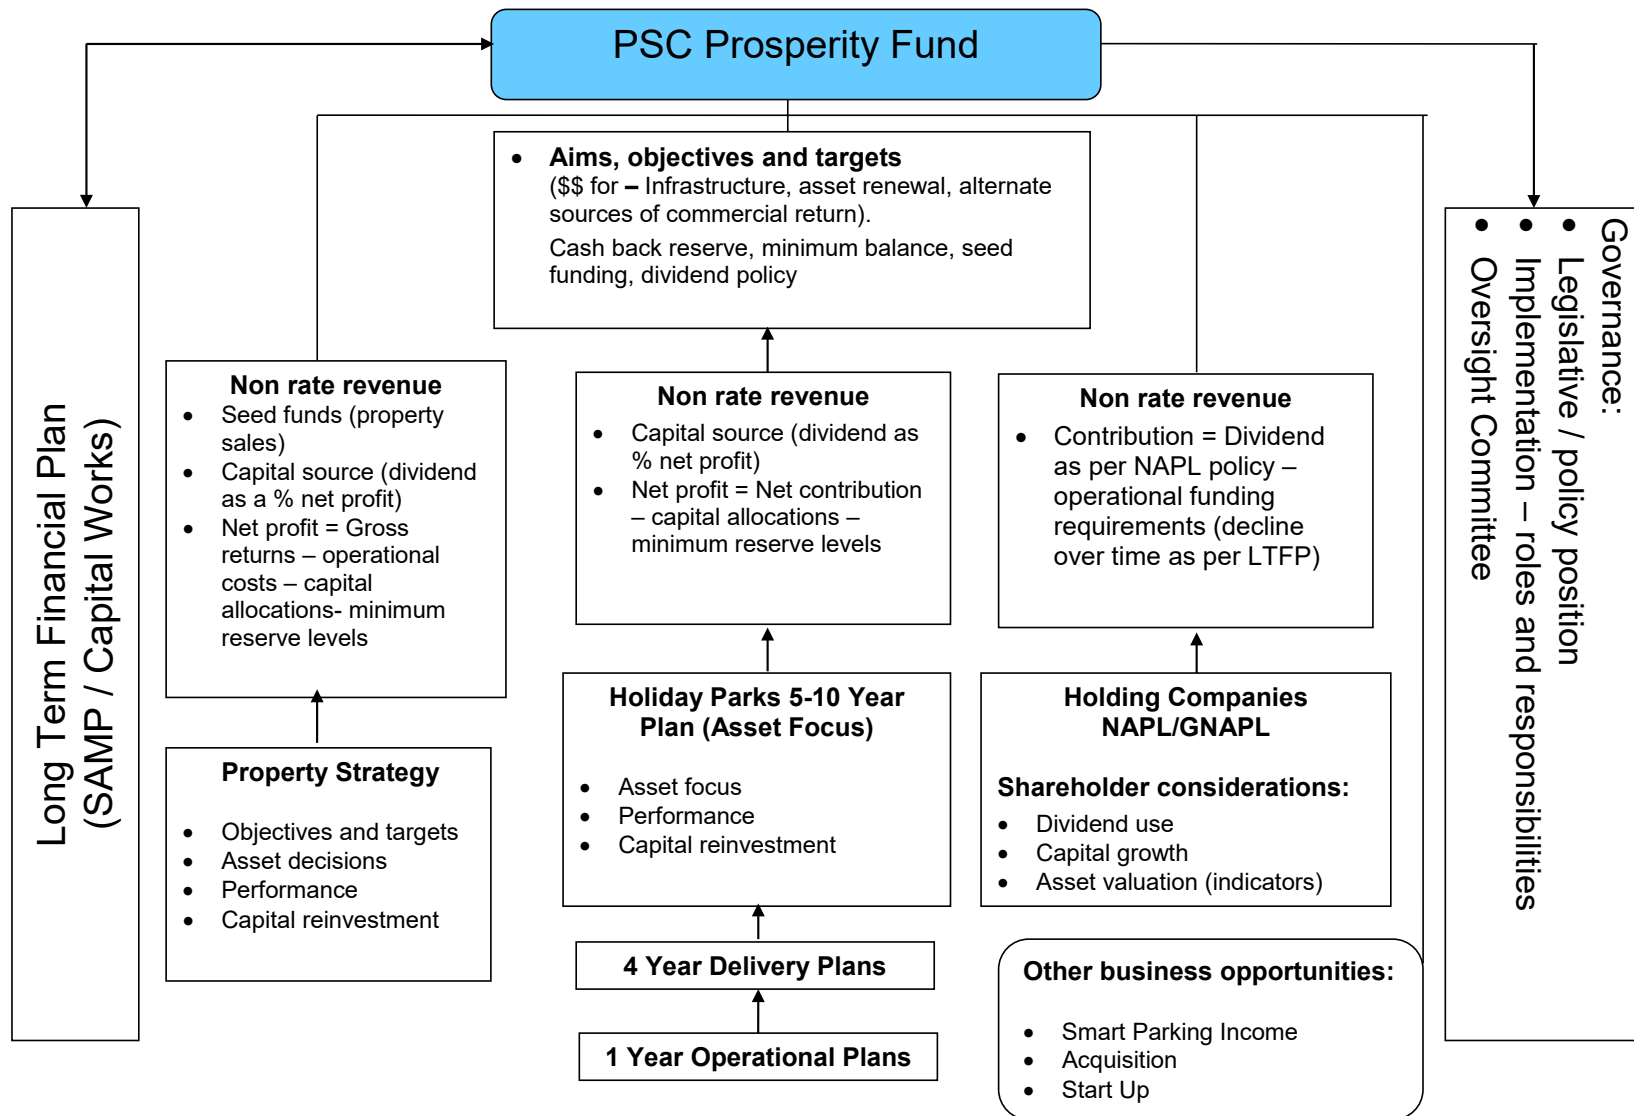 PSC Prosperity Fund
• Aims, objectives and targets
($$ for – Infrastructure, asset renewal, alternate
sources of commercial return).
Cash back reserve, minimum balance, seed
funding, dividend policy
Long Term Financial Plan
(SAMP / Capital Works)
Non rate revenue
• Seed funds (property
sales)
• Capital source (dividend
as a % net profit)
• Net profit = Gross
returns – operational
costs – capital
allocations- minimum
reserve levels
Property Strategy
• Objectives and targets
• Asset decisions
• Performance
• Capital reinvestment
Non rate revenue
• Capital source (dividend as
% net profit)
• Net profit = Net contribution
– capital allocations –
minimum reserve levels
Holiday Parks 5-10 Year
Plan (Asset Focus)
• Asset focus
• Performance
• Capital reinvestment
4 Year Delivery Plans
1 Year Operational Plans
Non rate revenue
• Contribution = Dividend
as per NAPL policy –
operational funding
requirements (decline
over time as per LTFP)
Holding Companies
NAPL/GNAPL
Shareholder considerations:
• Dividend use
• Capital growth
• Asset valuation (indicators)
Other business opportunities:
• Smart Parking Income
• Acquisition
• Start Up
Governance:
• Legislative / policy position
• Implementation – roles and responsibilities
• Oversight Committee